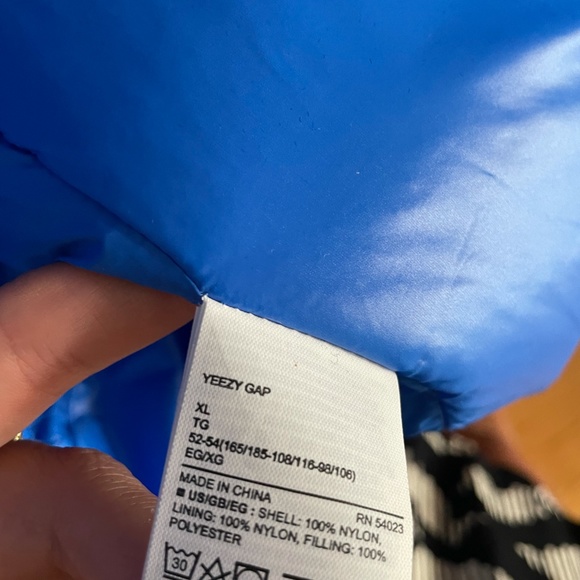 YEEZY GAP
XL
TG
52-54(165/185-108/116-98/106)
EG/XG
MADE IN CHINA RN 54023
■ US/GB/EG : SHELL: 100% NYLON,
LINING: 100% NYLON, FILLING: 100%
POLYESTER
30